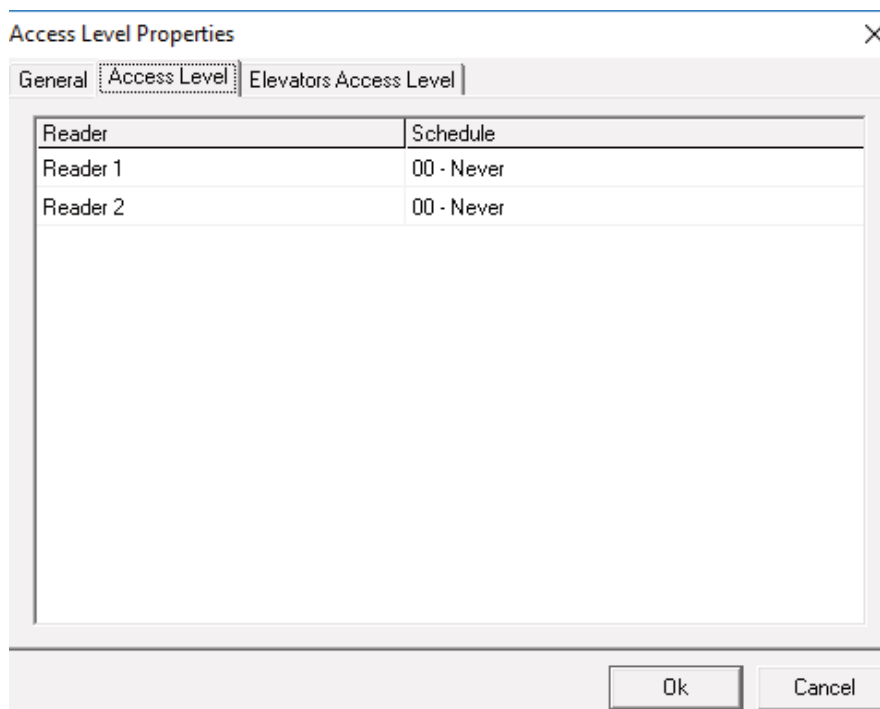 Access Level Properties
General Access Level Elevators Access Level
Reader Schedule
Reader 1 00 - Never
Reader 2 00 - Never
Ok Cancel